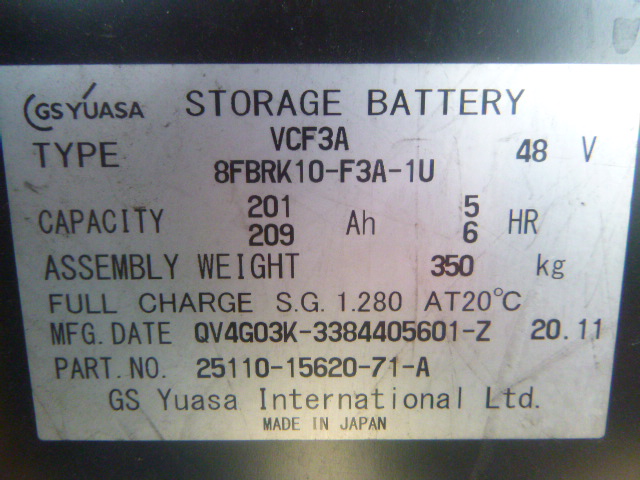 GS YUASA STORAGE BATTERY
TYPE VCF3A 48 V
8FBRK10-F3A-1U
CAPACITY 201 Ah 5 HR
209 6
ASSEMBLY WEIGHT 350 kg
FULL CHARGE S.G. 1.280 AT20℃
MFG. DATE QV4G03K-3384405601-Z 20.11
PART. NO. 25110-15620-71-A
GS Yuasa International Ltd.
MADE IN JAPAN